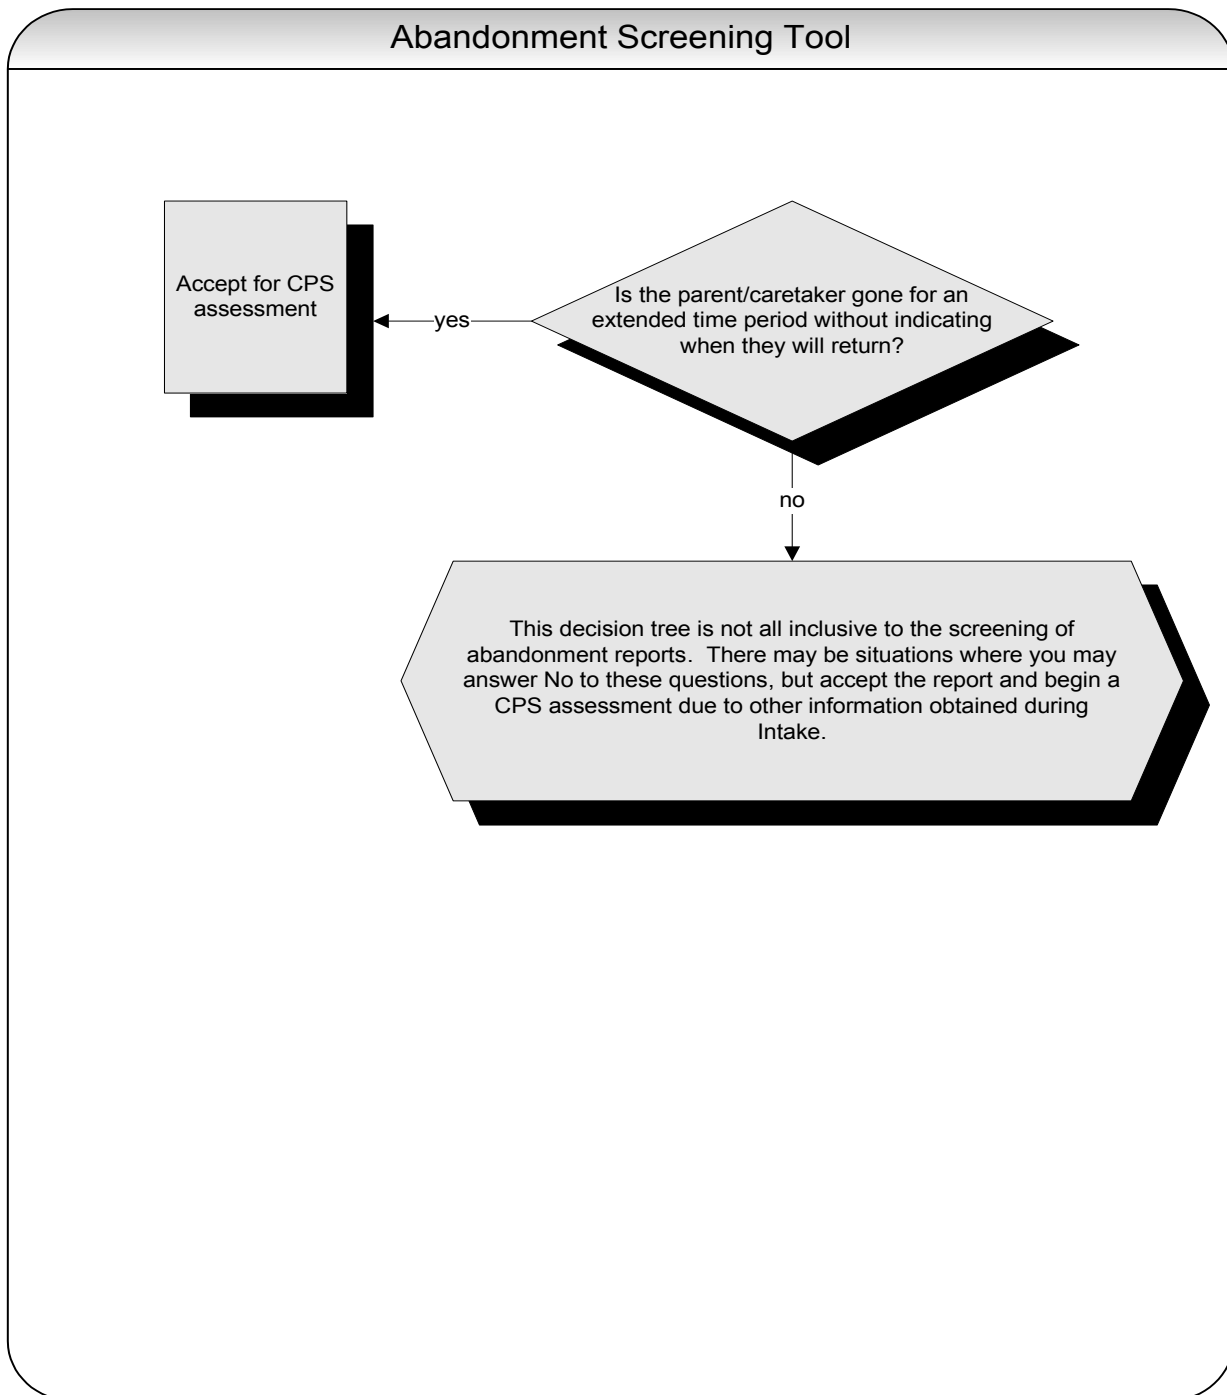 Abandonment Screening Tool
Accept for CPS
assessment
yes
Is the parent/caretaker gone for an
extended time period without indicating
when they will return?
no
This decision tree is not all inclusive to the screening of
abandonment reports.  There may be situations where you may
answer No to these questions, but accept the report and begin a
CPS assessment due to other information obtained during
Intake.